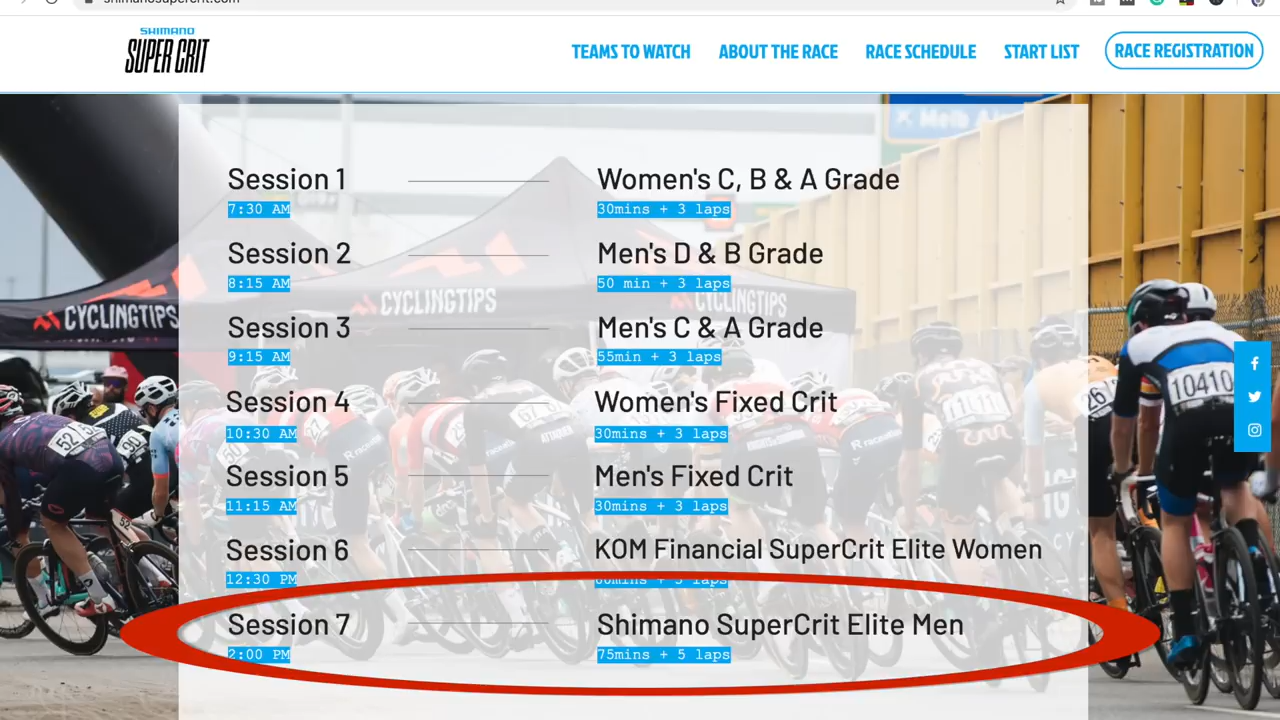 shimanosupercrit.com
SHIMANO
SUPER CRIT
TEAMS TO WATCH ABOUT THE RACE RACE SCHEDULE START LIST RACE REGISTRATION
Session 1 Women's C, B & A Grade
7:30 AM 30mins + 3 laps
Session 2 Men's D & B Grade
8:15 AM 50 min + 3 laps
CYCLINGTIPS CYCLINGTIPS CYCLINGTIPS
Session 3 Men's C & A Grade
9:15 AM 55min + 3 laps
10410
Session 4 Women's Fixed Crit
10:30 AM 30mins + 3 laps
Session 5 Men's Fixed Crit
11:15 AM 30mins + 3 laps
Session 6 KOM Financial SuperCrit Elite Women
12:30 PM 60mins + 3 laps
Session 7 Shimano SuperCrit Elite Men
2:00 PM 75mins + 5 laps